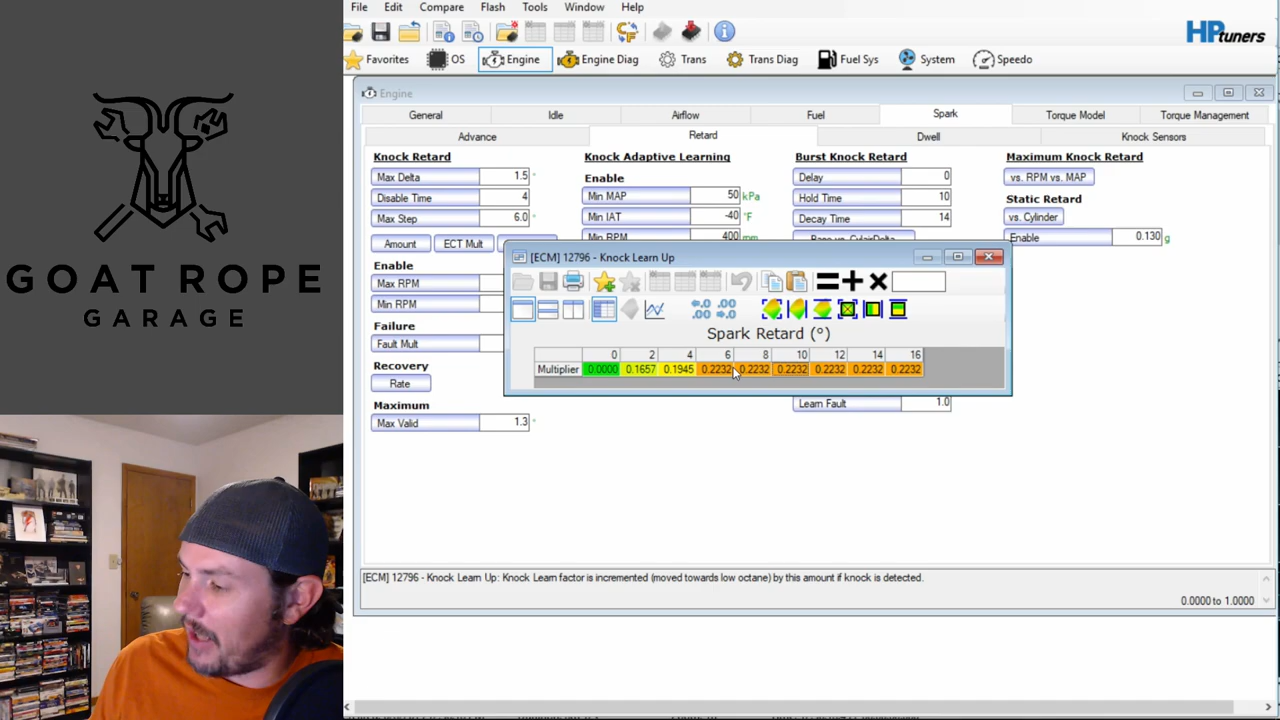 File Edit Compare Flash Tools Window Help
HPtuners
Favorites OS Engine Engine Diag Trans Trans Diag Fuel Sys System Speedo
Engine
General Idle Airflow Fuel Spark Torque Model Torque Management
Advance Retard Dwell Knock Sensors
Knock Retard Knock Adaptive Learning Burst Knock Retard Maximum Knock Retard
Max Delta 1.5 ° Enable Delay 0 vs. RPM vs. MAP
Disable Time 4 Min MAP 50 kPa Hold Time 10 Static Retard
Max Step 6.0 ° Min IAT -40 °F Decay Time 14 vs. Cylinder
Amount ECT Mult Min RPM 400 Enable 0.130 g
[ECM] 12796 - Knock Learn Up
Enable
Max RPM
Min RPM
Failure
Fault Mult
Recovery
Rate
Maximum
Max Valid 1.3 °
Spark Retard (°)
0 2 4 6 8 10 12 14 16
Multiplier 0.0000 0.1657 0.1945 0.2232 0.2232 0.2232 0.2232 0.2232 0.2232
Learn Fault 1.0
[ECM] 12796 - Knock Learn Up: Knock Learn factor is incremented (moved towards low octane) by this amount if knock is detected.
0.0000 to 1.0000
GOAT ROPE
GARAGE